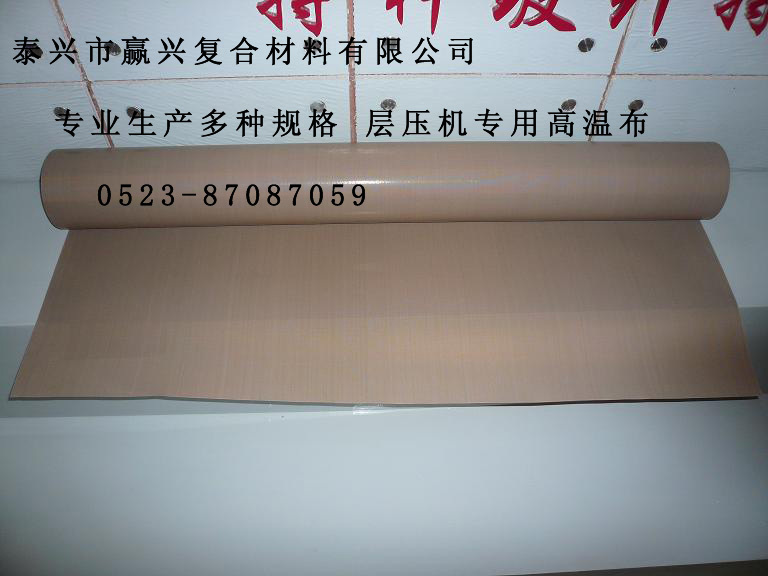 泰兴市赢兴复合材料有限公司
专业生产多种规格 层压机专用高温布
0523-87087059